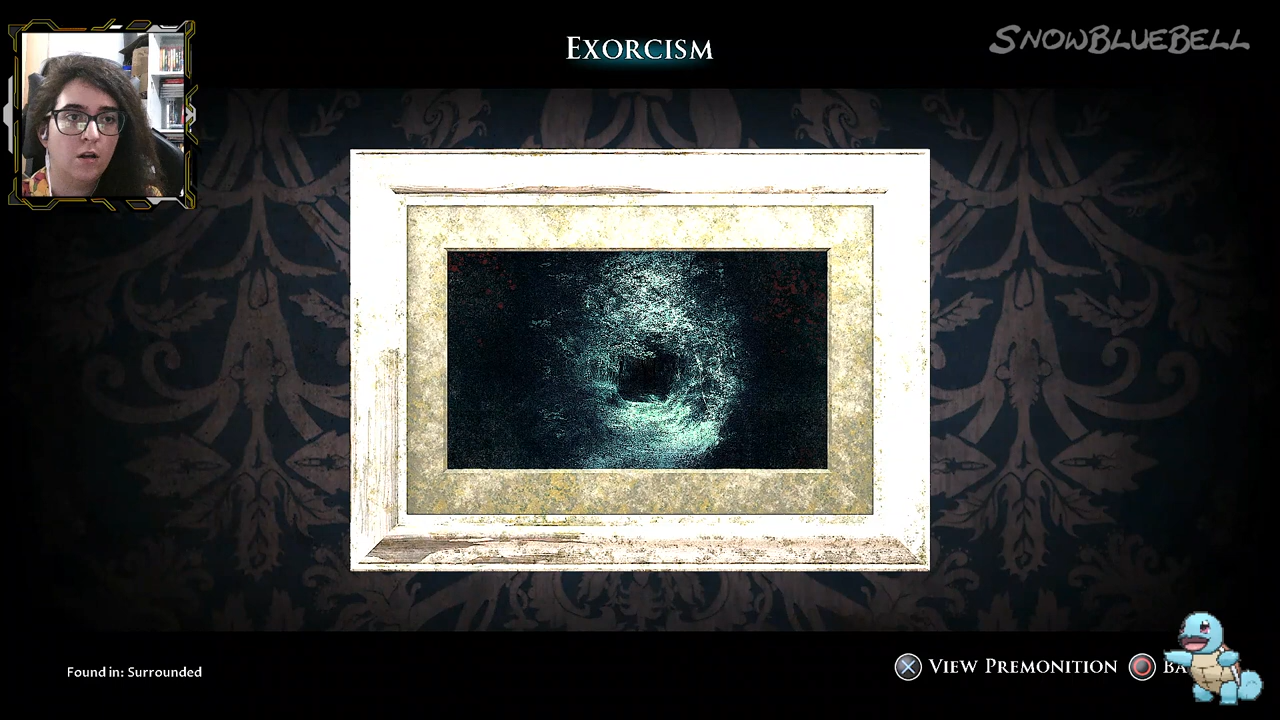 EXORCISM
SNOWBLUEBELL
Found in: Surrounded
VIEW PREMONITION
BA